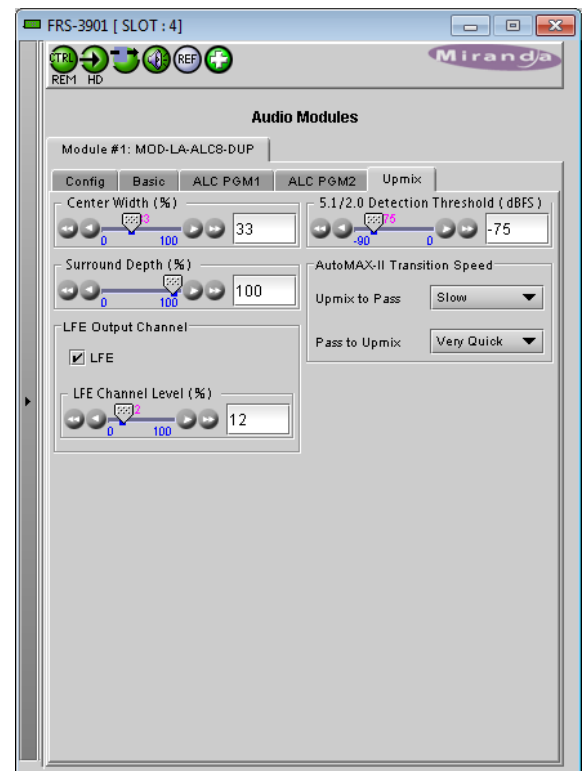 FRS-3901 [ SLOT : 4]
CTRL REF Miranda
REM HD
Audio Modules
Module #1: MOD-LA-ALC8-DUP
Config Basic ALC PGM1 ALC PGM2 Upmix
Center Width (%)
33
0 100
5.1/2.0 Detection Threshold ( dBFS )
75
-75
-90 0
Surround Depth (%)
100
0 100
AutoMAX-II Transition Speed
Upmix to Pass Slow
Pass to Upmix Very Quick
LFE Output Channel
LFE
LFE Channel Level (%)
2
12
0 100